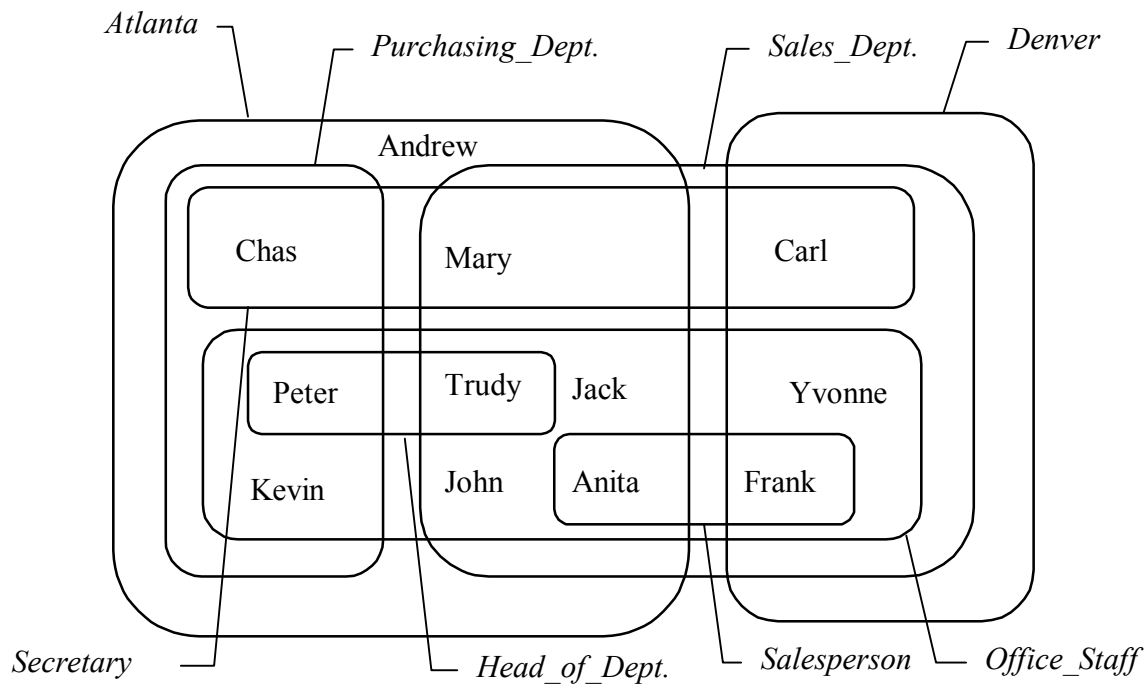 Atlanta
Purchasing_Dept.
Sales_Dept.
Denver
Andrew
Chas
Mary
Carl
Peter
Trudy
Jack
Yvonne
Kevin
John
Anita
Frank
Secretary
Head_of_Dept.
Salesperson
Office_Staff